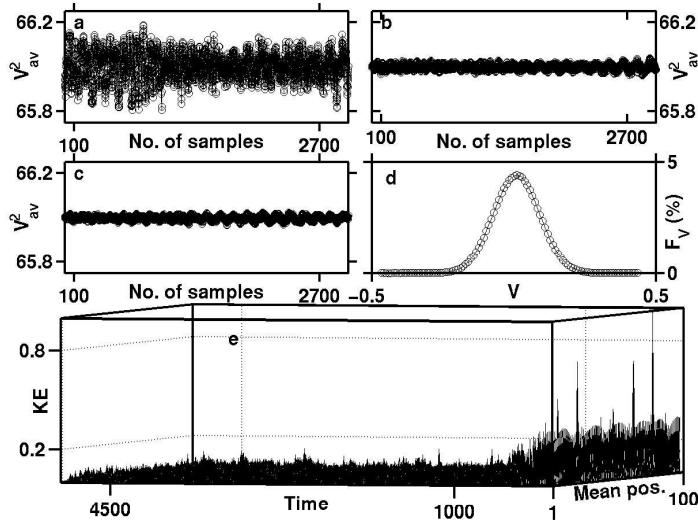 66.2 a b 66.2
V²av V²av
65.8 65.8
100 No. of samples 2700 100 No. of samples 2700
66.2 c d 5
V²av F_V (%)
65.8 0
100 No. of samples 2700 −0.5 V 0.5
e
0.8
KE
0.2
4500 Time 1000 1 Mean pos. 100